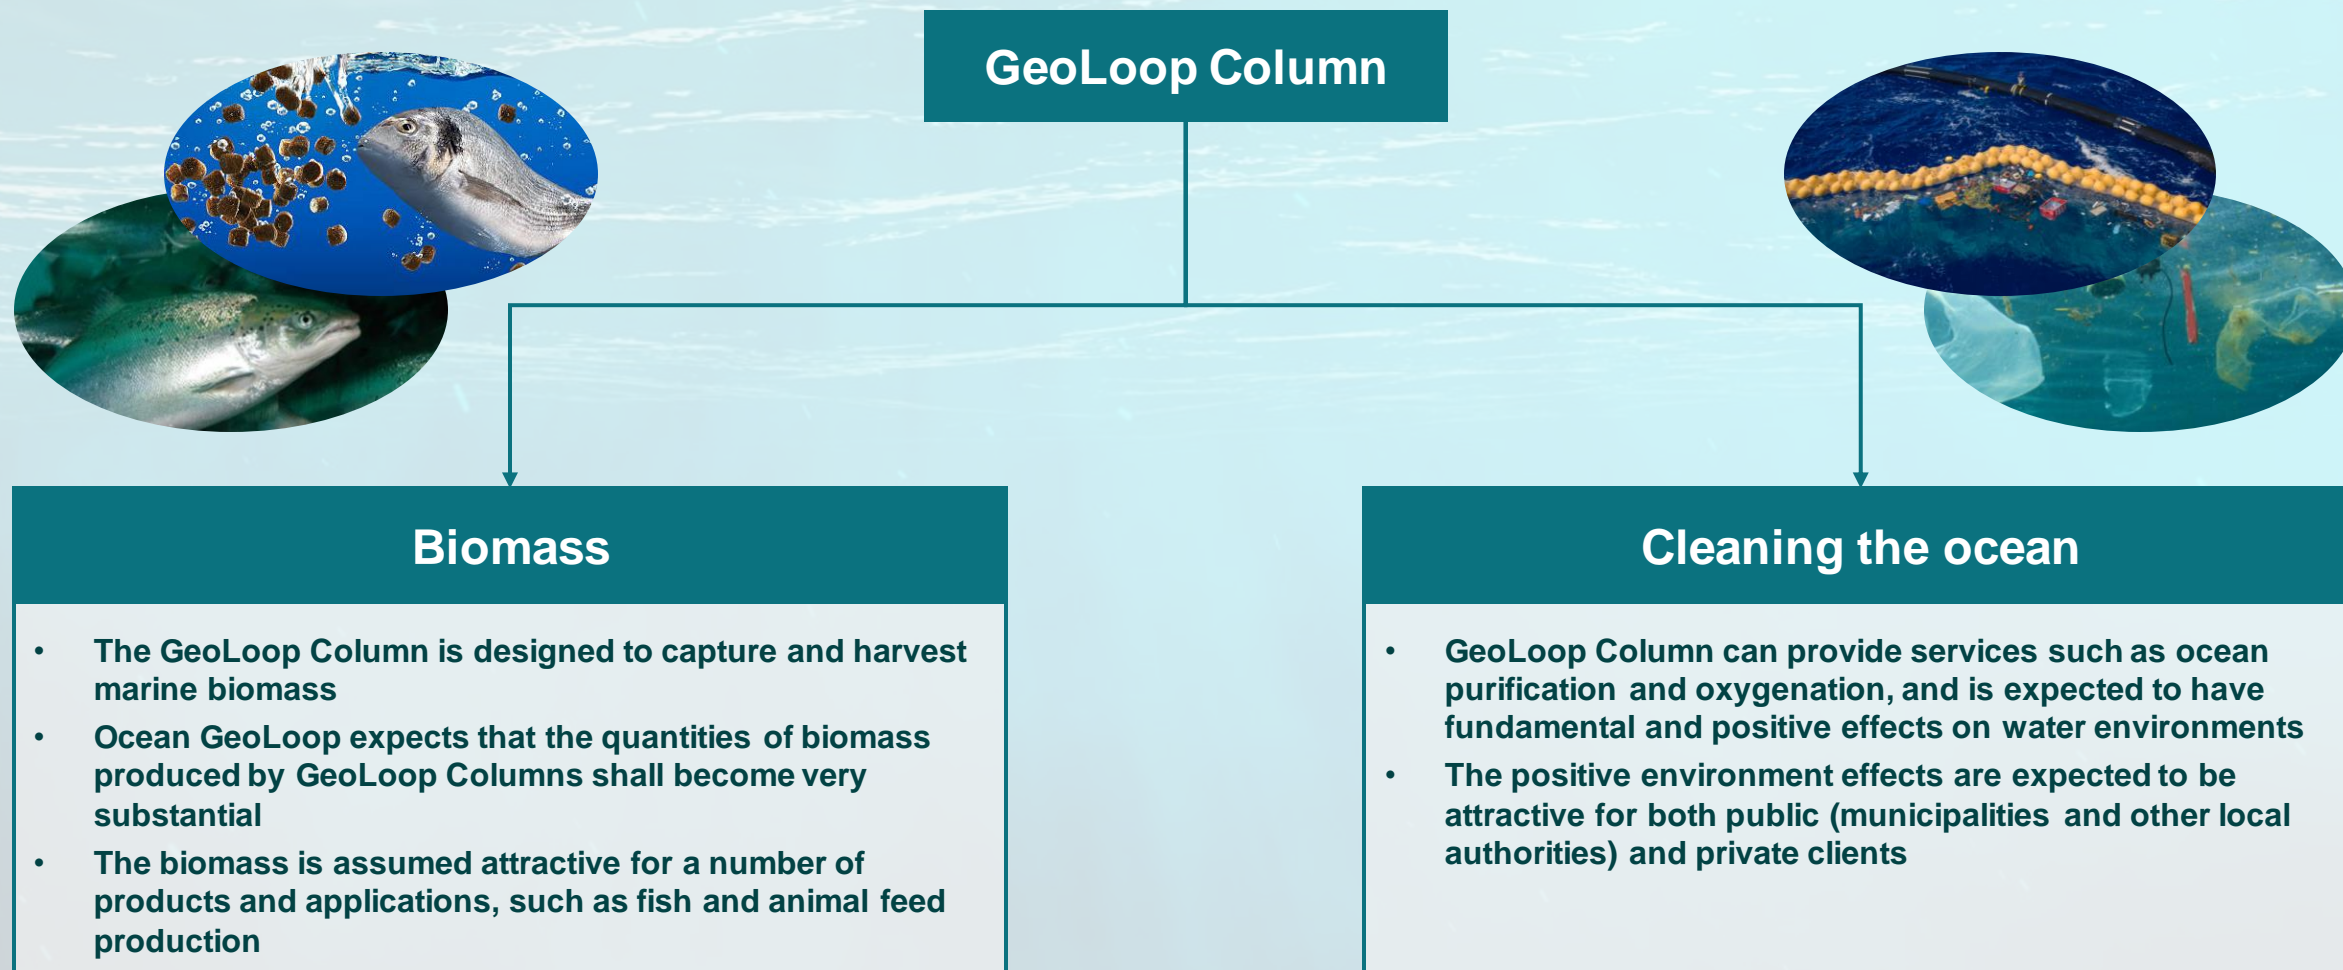 GeoLoop Column
Biomass
• The GeoLoop Column is designed to capture and harvest
marine biomass
• Ocean GeoLoop expects that the quantities of biomass
produced by GeoLoop Columns shall become very
substantial
• The biomass is assumed attractive for a number of
products and applications, such as fish and animal feed
production
Cleaning the ocean
• GeoLoop Column can provide services such as ocean
purification and oxygenation, and is expected to have
fundamental and positive effects on water environments
• The positive environment effects are expected to be
attractive for both public (municipalities and other local
authorities) and private clients